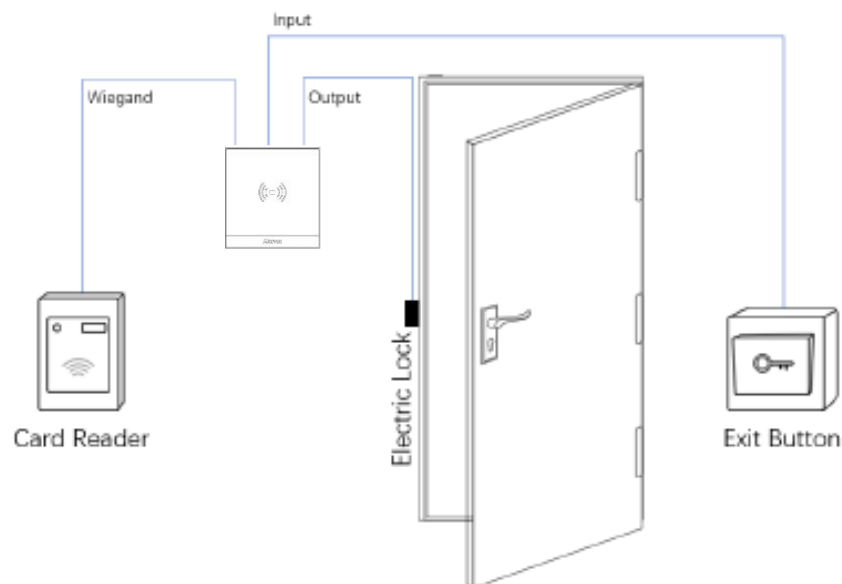 Input
Wiegand
Output
Electric Lock
Card Reader
Exit Button